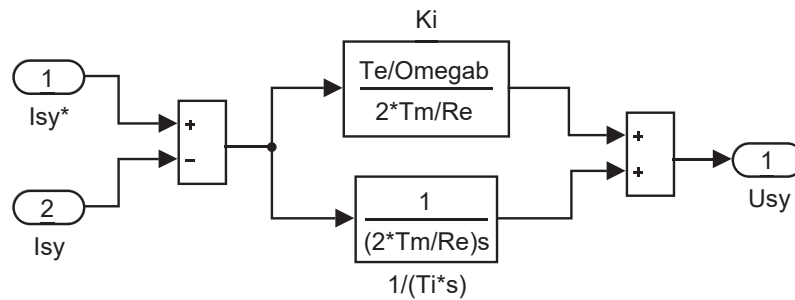 Ki
1
Isy*
Te/Omegab
2*Tm/Re
+
-
+
+
1
Usy
2
Isy
1
(2*Tm/Re)s
1/(Ti*s)